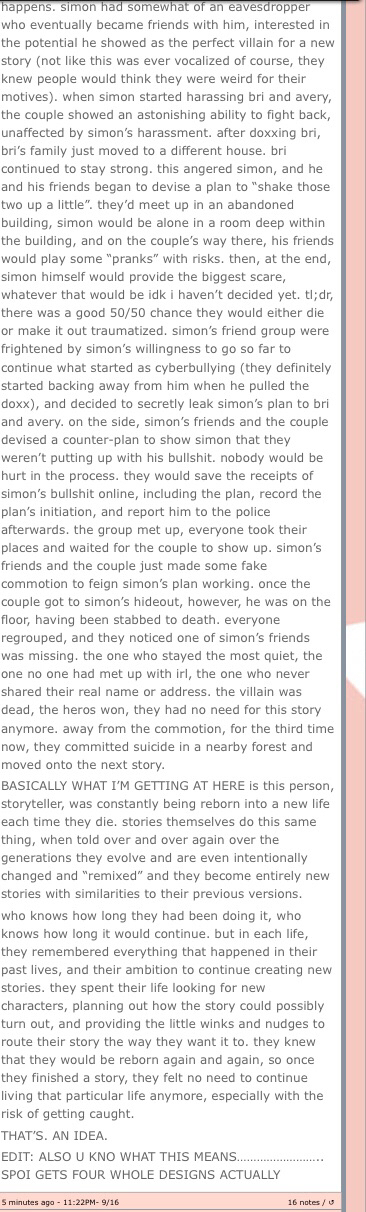 happens. simon had somewhat of an eavesdropper
who eventually became friends with him, interested in
the potential he showed as the perfect villain for a new
story (not like this was ever vocalized of course, they
knew people would think they were weird for their
motives). when simon started harassing bri and avery,
the couple showed an astonishing ability to fight back,
unaffected by simon's harassment. after doxxing bri,
bri's family just moved to a different house. bri
continued to stay strong. this angered simon, and he
and his friends began to devise a plan to "shake those
two up a little". they'd meet up in an abandoned
building, simon would be alone in a room deep within
the building, and on the couple's way there, his friends
would play some "pranks" with risks. then, at the end,
simon himself would provide the biggest scare,
whatever that would be idk i haven't decided yet. tl;dr,
there was a good 50/50 chance they would either die
or make it out traumatized. simon's friend group were
frightened by simon's willingness to go so far to
continue what started as cyberbullying (they definitely
started backing away from him when he pulled the
doxx), and decided to secretly leak simon's plan to bri
and avery. on the side, simon's friends and the couple
devised a counter-plan to show simon that they
weren't putting up with his bullshit. nobody would be
hurt in the process. they would save the receipts of
simon's bullshit online, including the plan, record the
plan's initiation, and report him to the police
afterwards. the group met up, everyone took their
places and waited for the couple to show up. simon's
friends and the couple just made some fake
commotion to feign simon's plan working. once the
couple got to simon's hideout, however, he was on the
floor, having been stabbed to death. everyone
regrouped, and they noticed one of simon's friends
was missing. the one who stayed the most quiet, the
one no one had met up with irl, the one who never
shared their real name or address. the villain was
dead, the heros won, they had no need for this story
anymore. away from the commotion, for the third time
now, they committed suicide in a nearby forest and
moved onto the next story.
BASICALLY WHAT I'M GETTING AT HERE is this person,
storyteller, was constantly being reborn into a new life
each time they die. stories themselves do this same
thing, when told over and over again over the
generations they evolve and are even intentionally
changed and "remixed" and they become entirely new
stories with similarities to their previous versions.
who knows how long they had been doing it, who
knows how long it would continue. but in each life,
they remembered everything that happened in their
past lives, and their ambition to continue creating new
stories. they spent their life looking for new
characters, planning out how the story could possibly
turn out, and providing the little winks and nudges to
route their story the way they want it to. they knew
that they would be reborn again and again, so once
they finished a story, they felt no need to continue
living that particular life anymore, especially with the
risk of getting caught.
THAT'S. AN IDEA.
EDIT: ALSO U KNO WHAT THIS MEANS……………………..
SPOI GETS FOUR WHOLE DESIGNS ACTUALLY
5 minutes ago - 11:22PM- 9/16 16 notes / ↺